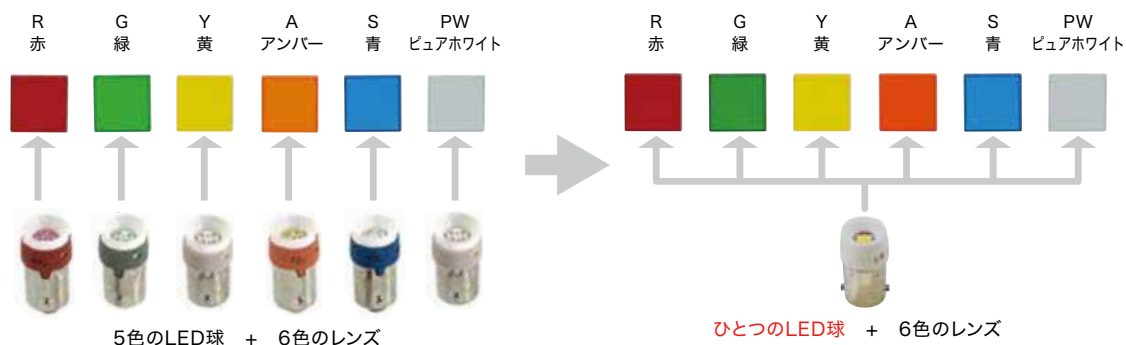 R G Y A S PW
赤 緑 黄 アンバー 青 ピュアホワイト
R G Y A S PW
赤 緑 黄 アンバー 青 ピュアホワイト
5色のLED球 + 6色のレンズ
ひとつのLED球 + 6色のレンズ